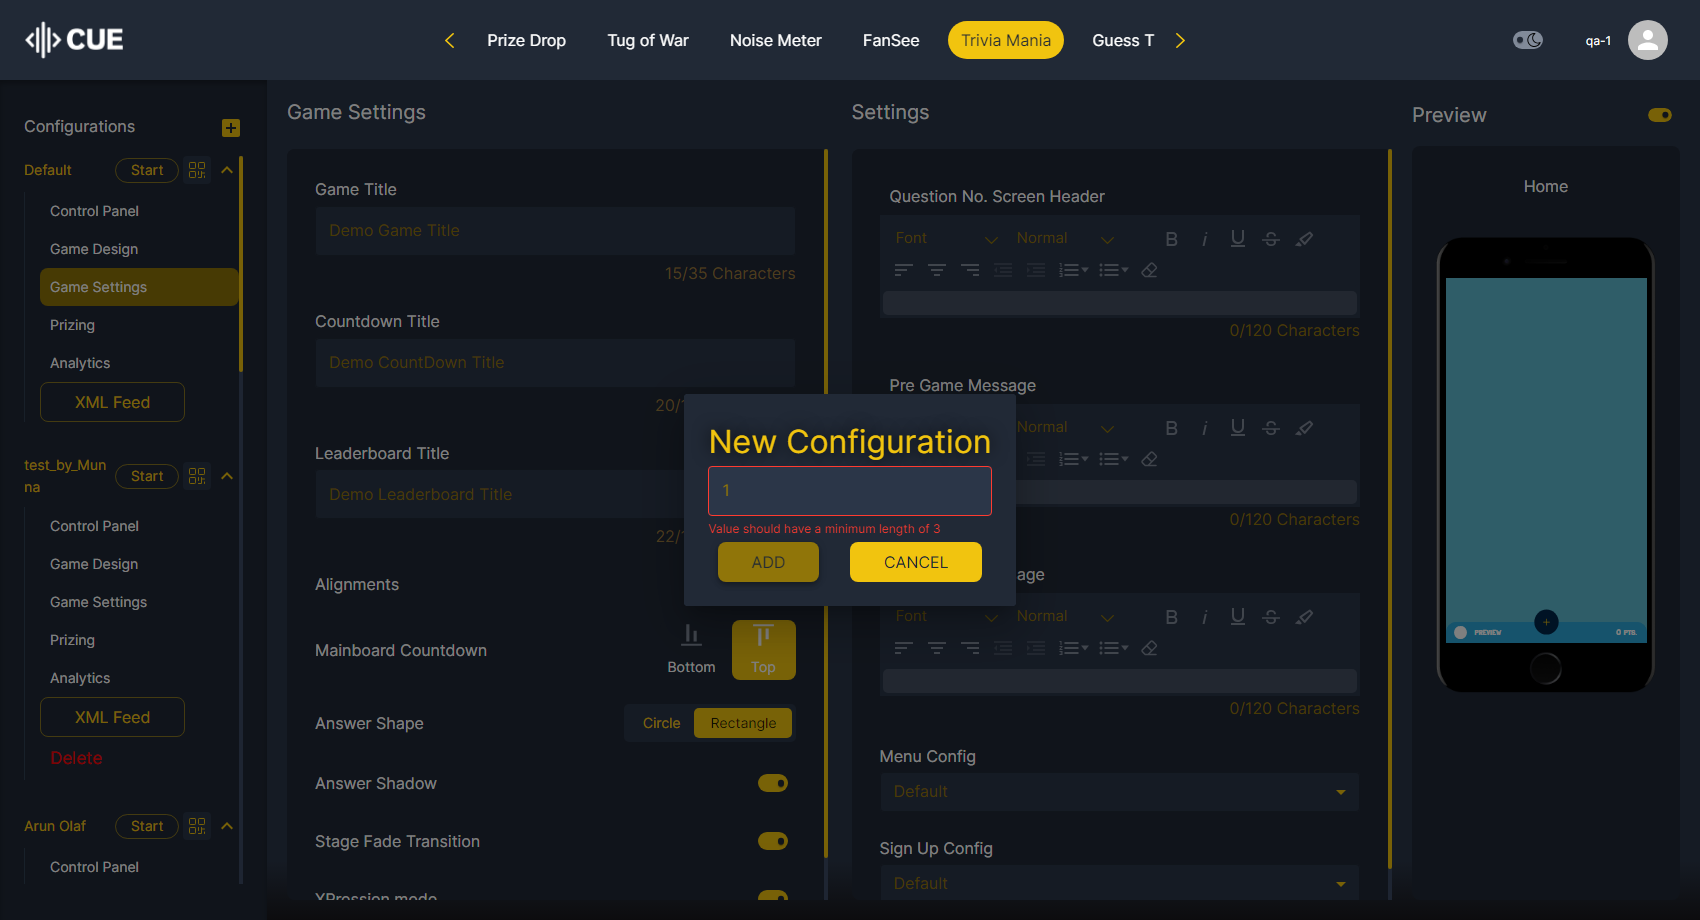 CUE
Prize Drop
Tug of War
Noise Meter
FanSee
Trivia Mania
Guess T
qa-1
Configurations
Default
Start
Control Panel
Game Design
Game Settings
Prizing
Analytics
XML Feed
test_by_Mun
na
Start
Control Panel
Game Design
Game Settings
Prizing
Analytics
XML Feed
Delete
Arun Olaf
Start
Control Panel
Game Settings
Game Title
Demo Game Title
15/35 Characters
Countdown Title
Demo CountDown Title
20/
Leaderboard Title
Demo Leaderboard Title
22/
Alignments
Mainboard Countdown
Bottom
Top
Answer Shape
Circle
Rectangle
Answer Shadow
Stage Fade Transition
XPression mode
New Configuration
1
Value should have a minimum length of 3
ADD
CANCEL
Settings
Question No. Screen Header
Font
Normal
0/120 Characters
Pre Game Message
Normal
0/120 Characters
age
Font
Normal
0/120 Characters
Menu Config
Default
Sign Up Config
Default
Preview
Home
PREVIEW
0 PTS.